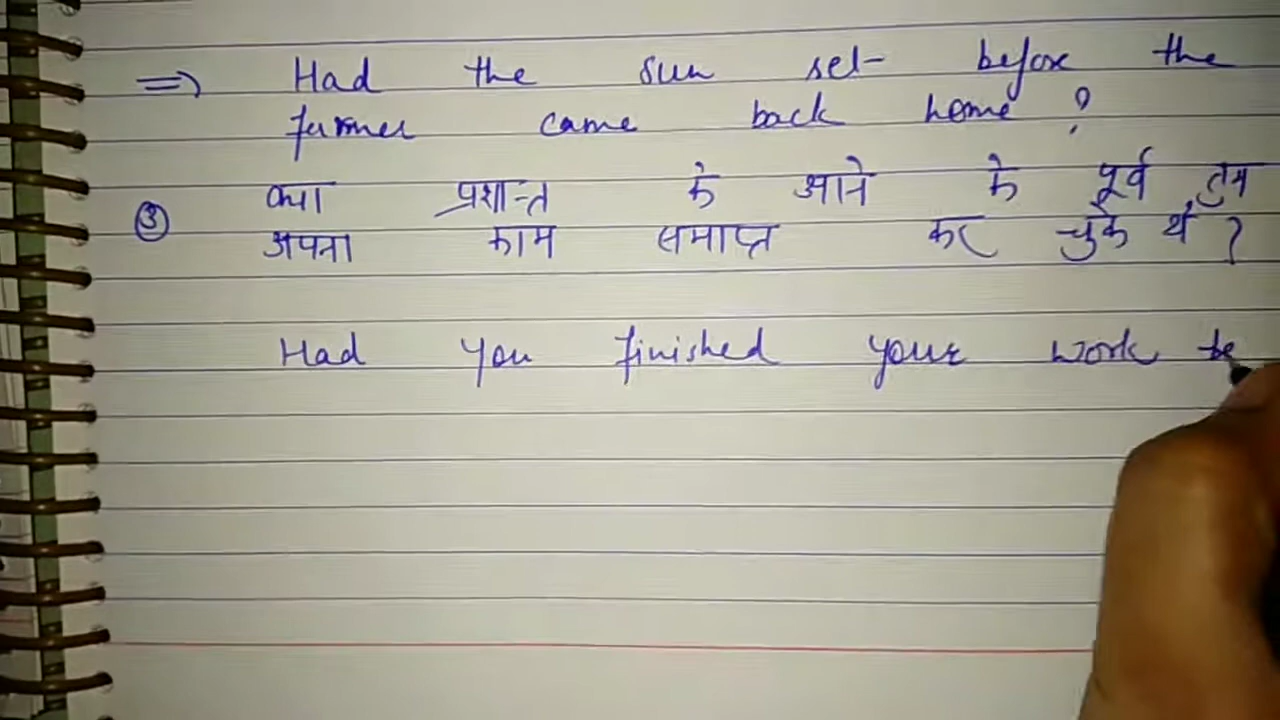 ⇒ Had the sun set before the
farmer came back home ?
③ क्या प्रशान्त के आने के पूर्व तुम
अपना काम समाप्त कर चुके थे ?
Had you finished your work be